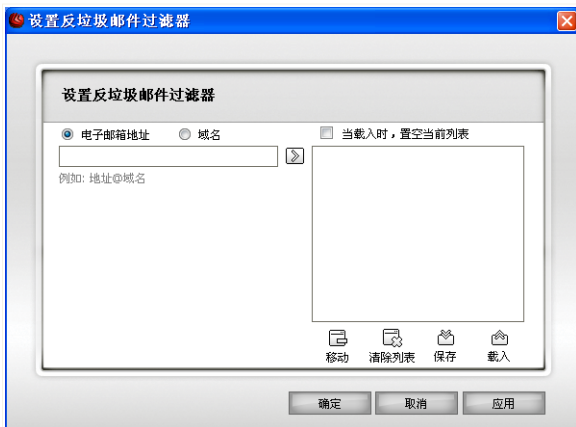 设置反垃圾邮件过滤器
设置反垃圾邮件过滤器
电子邮箱地址 域名 当载入时，置空当前列表
例如: 地址@域名
移动 清除列表 保存 载入
确定 取消 应用